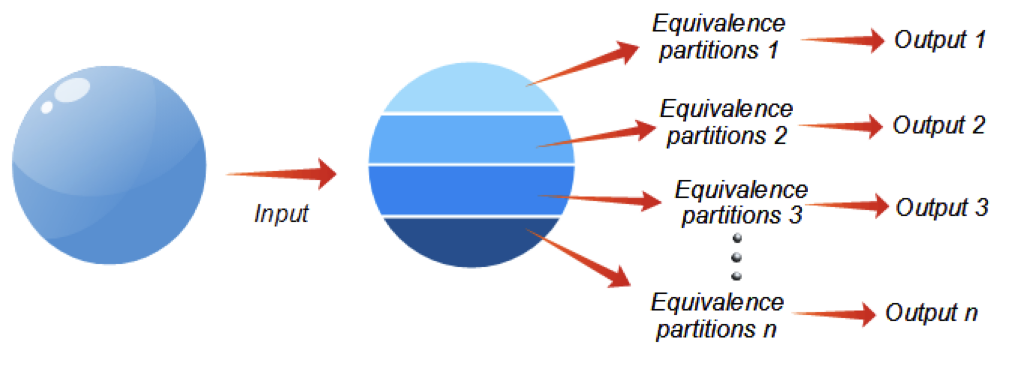 Equivalence
partitions 1
Output 1
Equivalence
partitions 2
Output 2
Input
Equivalence
partitions 3
Output 3
Equivalence
partitions n
Output n